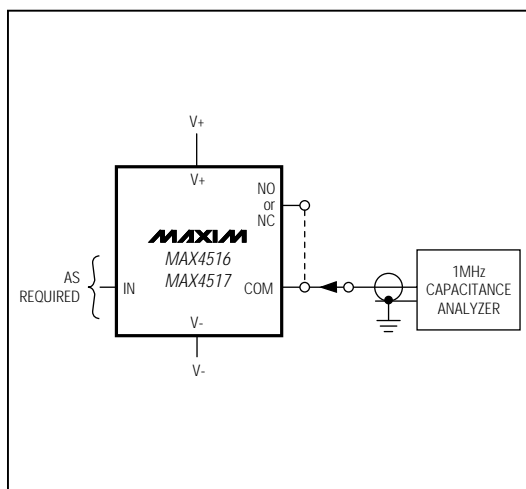 V+
V+
NO
or
NC
MAXIM
MAX4516
MAX4517
AS
REQUIRED
IN
COM
1MHz
CAPACITANCE
ANALYZER
V-
V-